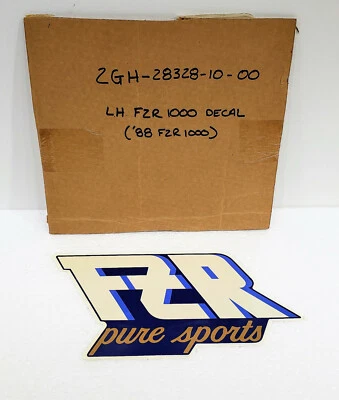 2GH-28328-10-00
LH FZR 1000 DECAL
('88 FZR 1000)
FZR
pure sports